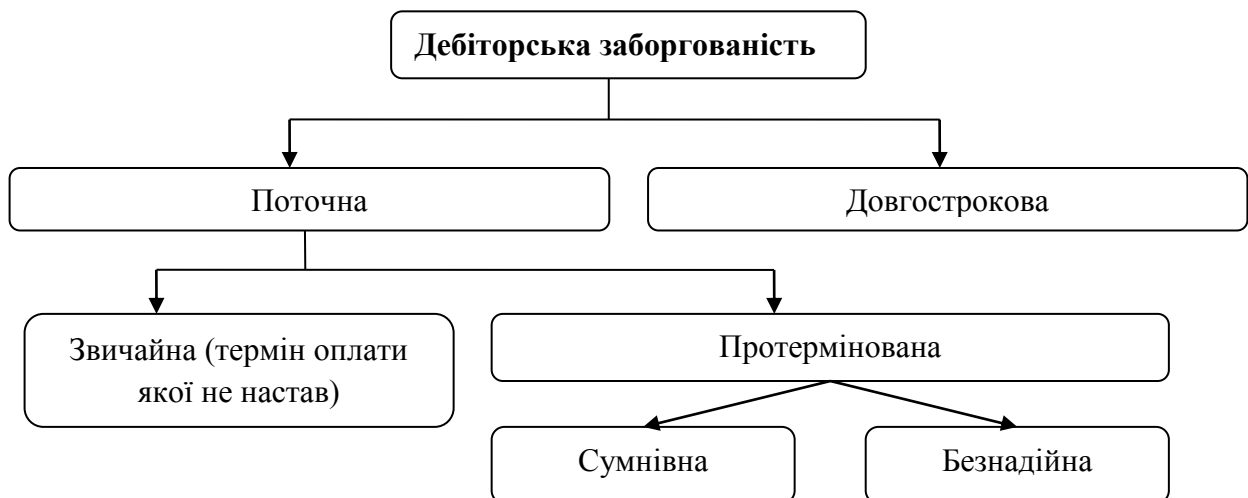 Дебіторська заборгованість
Поточна
Довгострокова
Звичайна (термін оплати
якої не настав)
Протермінована
Сумнівна
Безнадійна